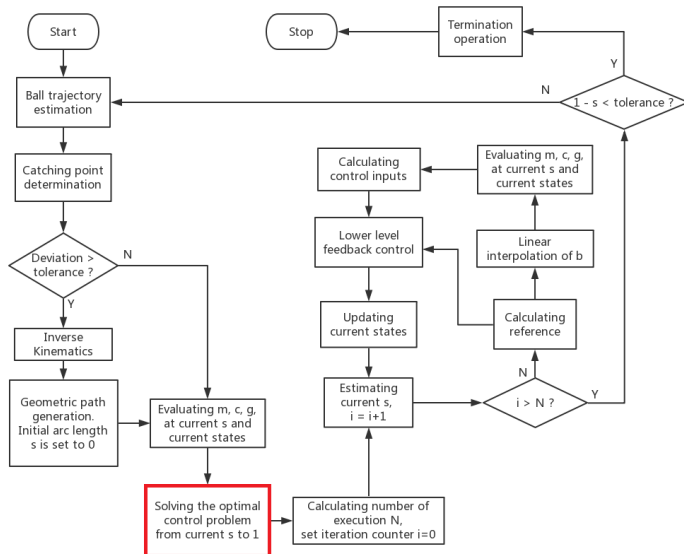 Start
Stop
Termination
operation
Y
N
1 - s < tolerance ?
Ball trajectory
estimation
Catching point
determination
Deviation >
tolerance ?
N
Y
Inverse
Kinematics
Geometric path
generation.
Initial arc length
s is set to 0
Evaluating m, c, g,
at current s and
current states
Solving the optimal
control problem
from current s to 1
Calculating number of
execution N,
set iteration counter i=0
Estimating
current s,
i = i+1
i > N ?
N
Y
Calculating
reference
Linear
interpolation of b
Evaluating m, c, g,
at current s and
current states
Calculating
control inputs
Lower level
feedback control
Updating
current states